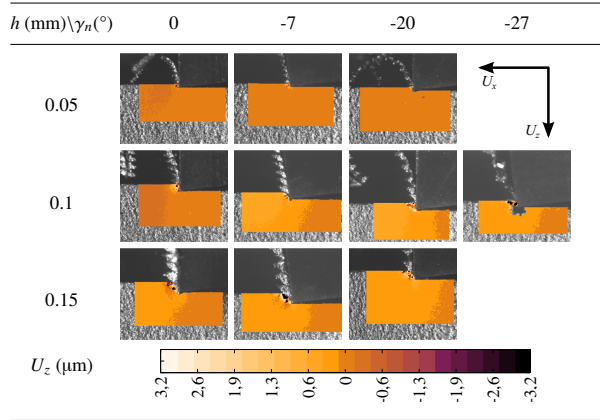 h (mm)\γn(°) 0 -7 -20 -27
0.05
Ux
Uz
0.1
0.15
Uz (μm)
3,2 2,6 1,9 1,3 0,6 0 -0,6 -1,3 -1,9 -2,6 -3.2